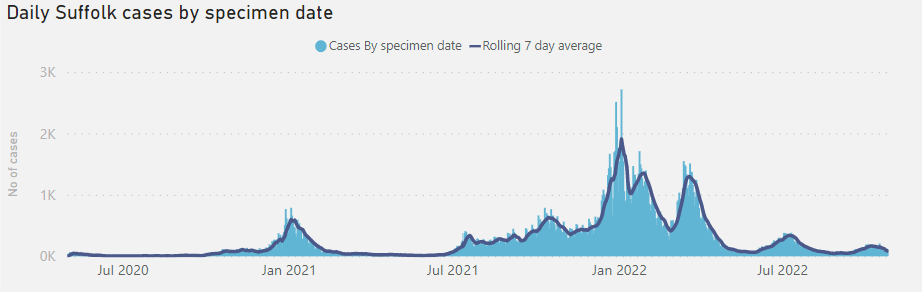 Daily Suffolk cases by specimen date
Cases By specimen date Rolling 7 day average
3K
2K
1K
0K
No of cases
Jul 2020 Jan 2021 Jul 2021 Jan 2022 Jul 2022